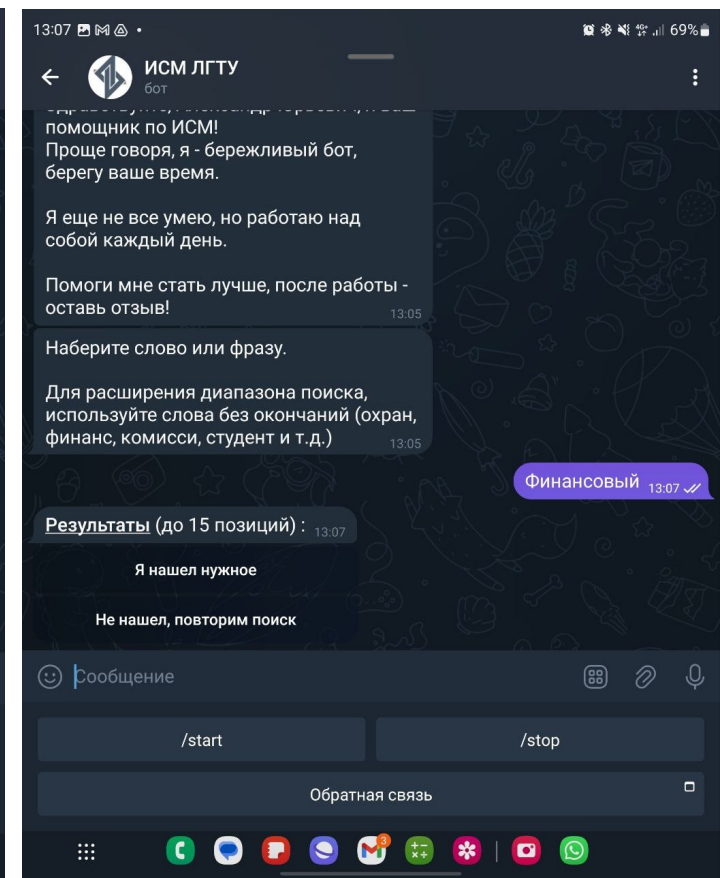 13:07
69%
ИСМ ЛГТУ
бот
помощник по ИСМ!
Проще говоря, я - бережливый бот,
берегу ваше время.
Я еще не все умею, но работаю над
собой каждый день.
Помоги мне стать лучше, после работы -
оставь отзыв!
13:05
Наберите слово или фразу.
Для расширения диапазона поиска,
используйте слова без окончаний (охран,
финанс, комисси, студент и т.д.)
13:05
Финансовый 13:07
Результаты (до 15 позиций) : 13:07
Я нашел нужное
Не нашел, повторим поиск
Сообщение
/start
/stop
Обратная связь
3